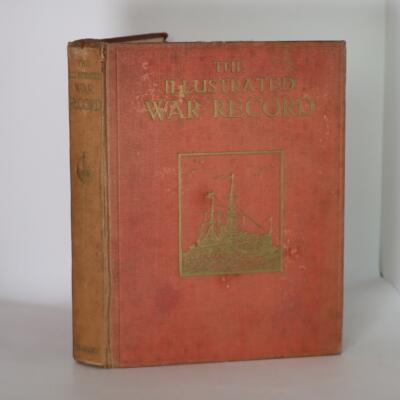 THE
ILLUSTRATED
WAR
RECORD
THE
ILLUSTRATED
WAR RECORD